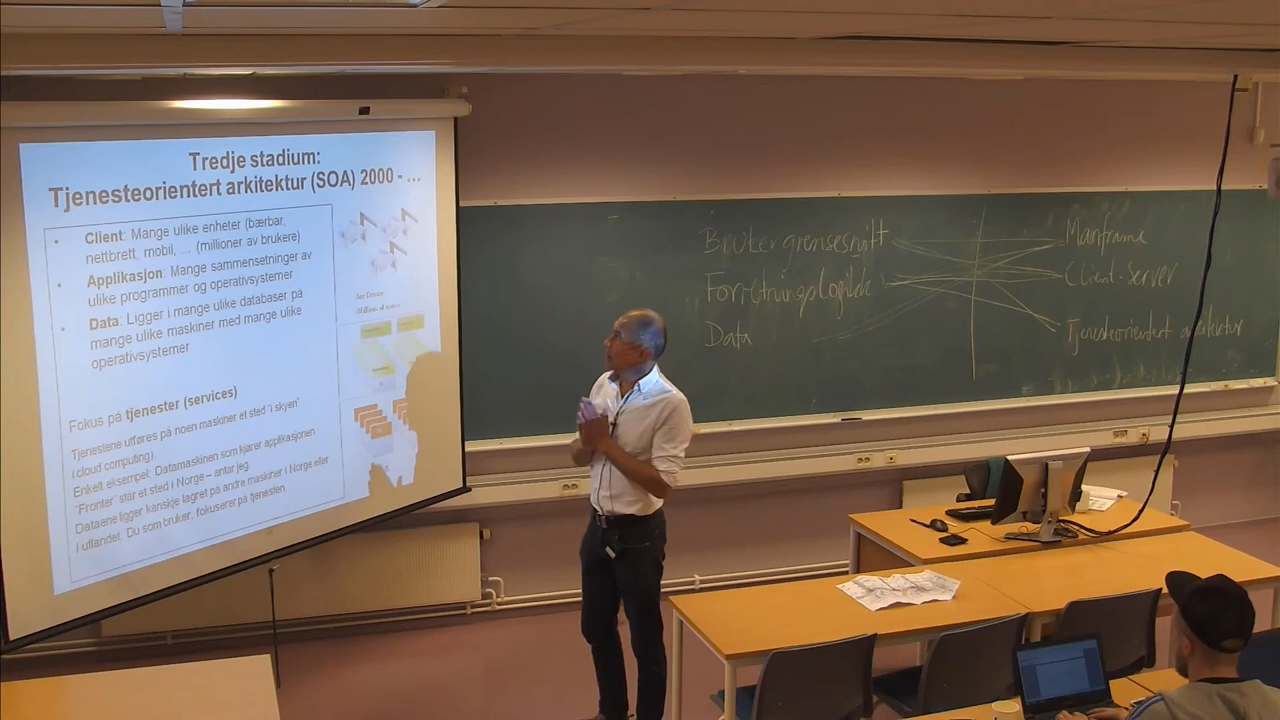 Tredje stadium:
Tjenesteorientert arkitektur (SOA) 2000 - ...
• Client: Mange ulike enheter (bærbar,
nettbrett, mobil, ... (millioner av brukere)
• Applikasjon: Mange sammensetninger av
ulike programmer og operativsystemer
• Data: Ligger i mange ulike databaser på
mange ulike maskiner med mange ulike
operativsystemer
Fokus på tjenester (services)
Tjenestene utføres på noen maskiner et sted "i skyen"
(cloud computing).
Enkelt eksempel: Datamaskinen som kjører applikasjonen
"Fronter" står et sted i Norge – antar jeg
Dataene ligger kanskje lagret på andre maskiner i Norge eller
i utlandet. Du som bruker, fokuserer på tjenesten.
Brukergrensesnitt
Forretningslogikk
Data
Mainframe
Client-Server
Tjenesteorientert arkitektur